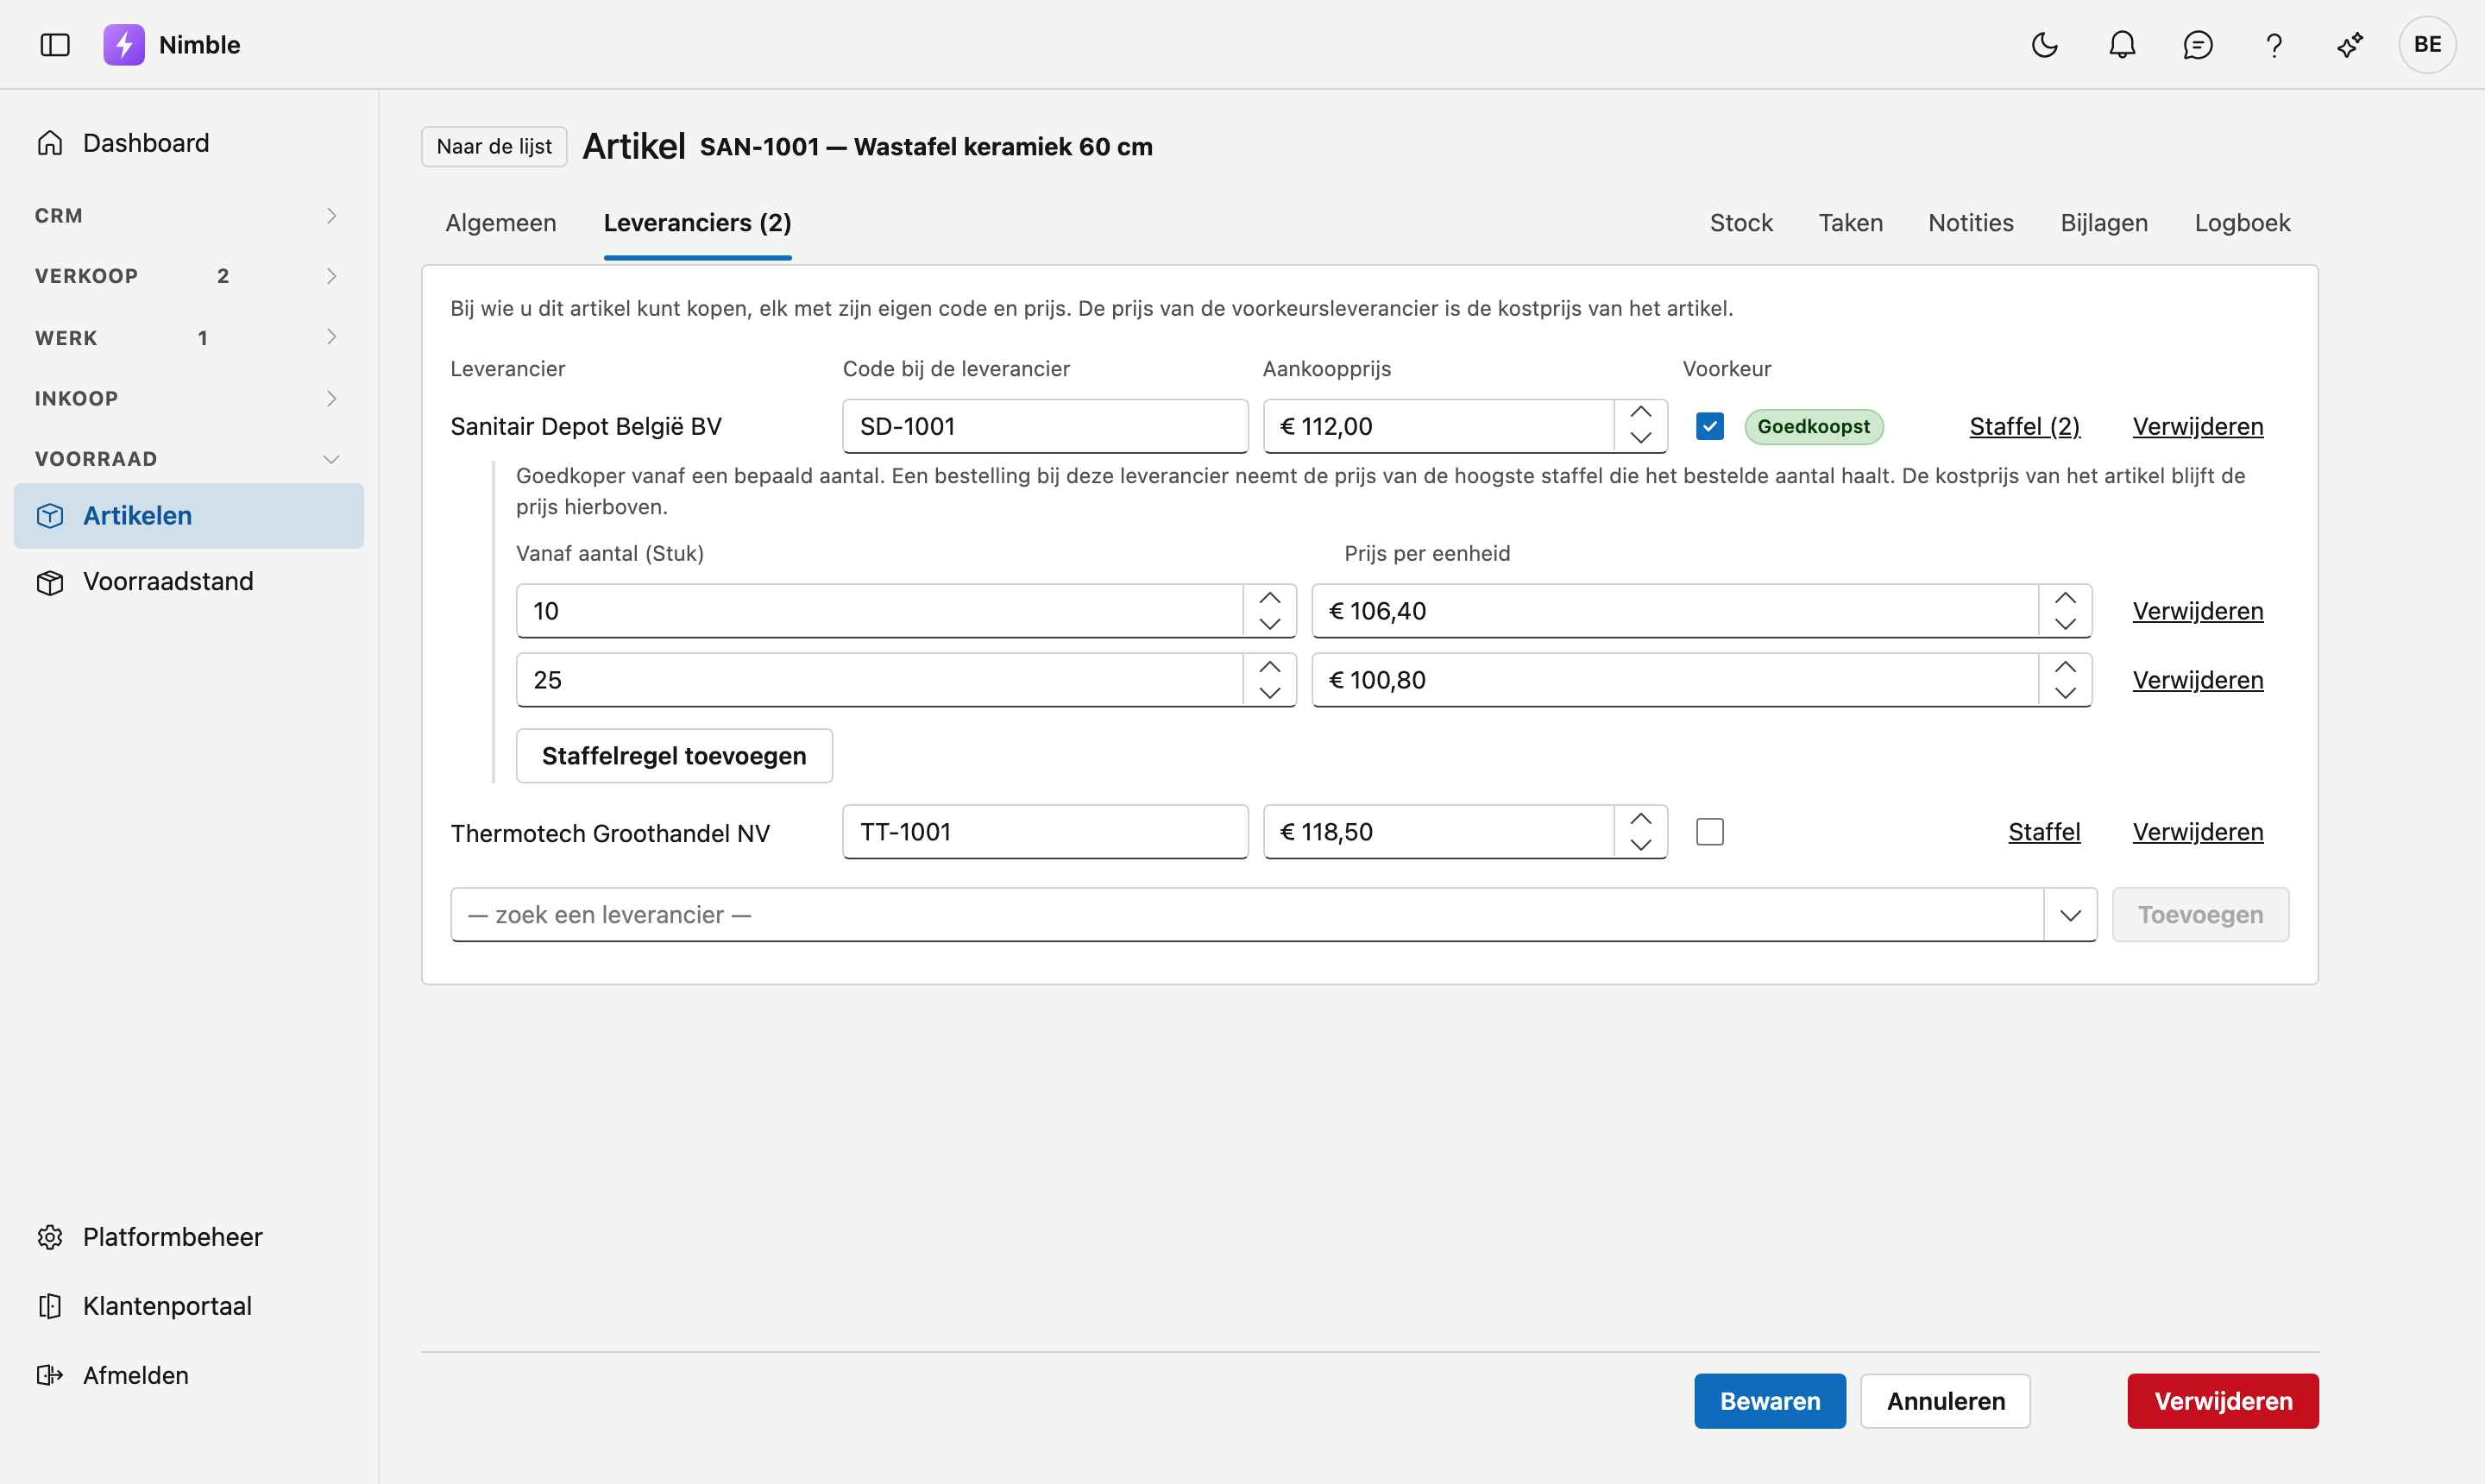 Nimble
BE
Dashboard
CRM
VERKOOP 2
WERK 1
INKOOP
VOORRAAD
Artikelen
Voorraadstand
Platformbeheer
Klantenportaal
Afmelden
Naar de lijst Artikel SAN-1001 — Wastafel keramiek 60 cm
Algemeen Leveranciers (2) Stock Taken Notities Bijlagen Logboek
Bij wie u dit artikel kunt kopen, elk met zijn eigen code en prijs. De prijs van de voorkeursleverancier is de kostprijs van het artikel.
Leverancier Code bij de leverancier Aankoopprijs Voorkeur
Sanitair Depot België BV SD-1001 € 112,00 Goedkoopst Staffel (2) Verwijderen
Goedkoper vanaf een bepaald aantal. Een bestelling bij deze leverancier neemt de prijs van de hoogste staffel die het bestelde aantal haalt. De kostprijs van het artikel blijft de
prijs hierboven.
Vanaf aantal (Stuk) Prijs per eenheid
10 € 106,40 Verwijderen
25 € 100,80 Verwijderen
Staffelregel toevoegen
Thermotech Groothandel NV TT-1001 € 118,50 Staffel Verwijderen
— zoek een leverancier — Toevoegen
Bewaren Annuleren Verwijderen